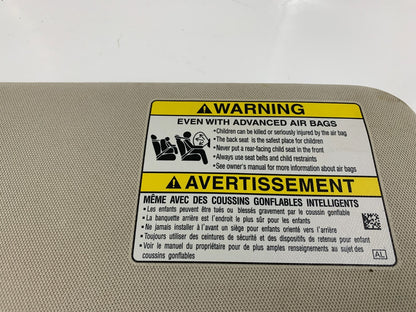 ⚠WARNING
EVEN WITH ADVANCED AIR BAGS
•Children can be killed or seriously injured by the air bag
•The back seat is the safest place for children
•Never put a rear-facing child seat in the front
•Always use seat belts and child restraints
•See owner's manual for more information about air bags
⚠AVERTISSEMENT
MÊME AVEC DES COUSSINS GONFLABLES INTELLIGENTS
• Les enfants peuvent être tués ou blessés gravement par le coussin gonflable
• La banquette arrière est l'endroit le plus sûr pour les enfants
• Ne jamais installer à l'avant un siège pour enfants orienté vers l'arrière
• Toujours utiliser des ceintures de sécurité et des dispositifs de retenue pour enfant
• Voir le manuel du propriétaire pour de plus amples renseignements au sujet des
coussins gonflables
AL